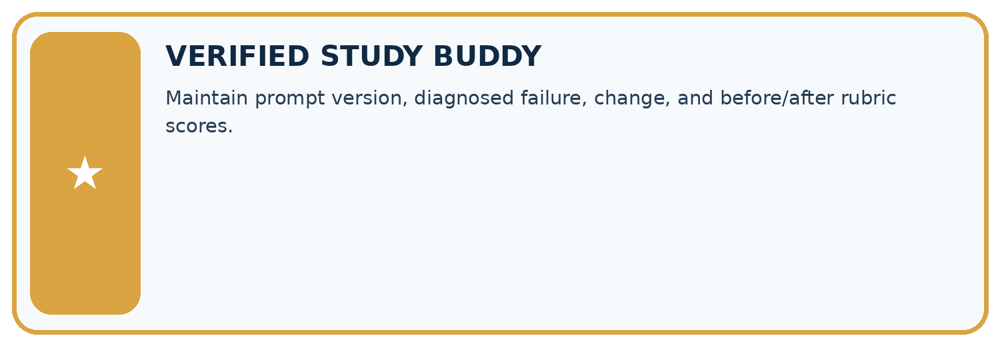 VERIFIED STUDY BUDDY
Maintain prompt version, diagnosed failure, change, and before/after rubric
scores.